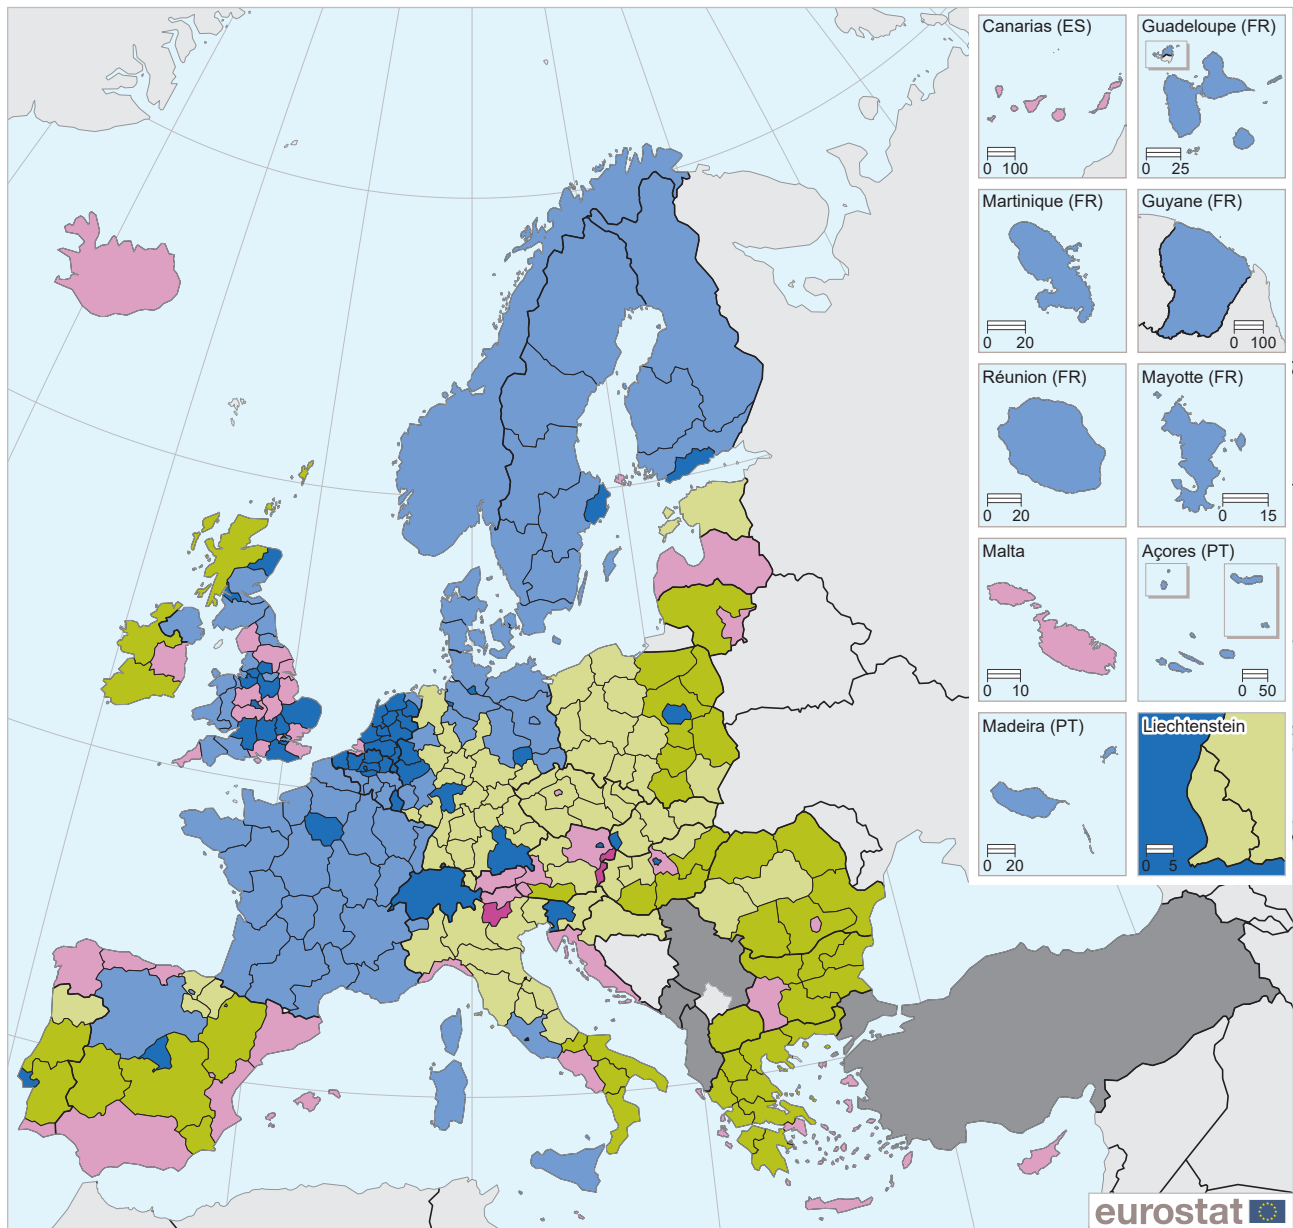 Canarias (ES)
0 100
Guadeloupe (FR)
0 25
Martinique (FR)
0 20
Guyane (FR)
0 100
Réunion (FR)
0 20
Mayotte (FR)
0 15
Malta
0 10
Açores (PT)
0 50
Madeira (PT)
0 20
Liechtenstein
0 5
eurostat